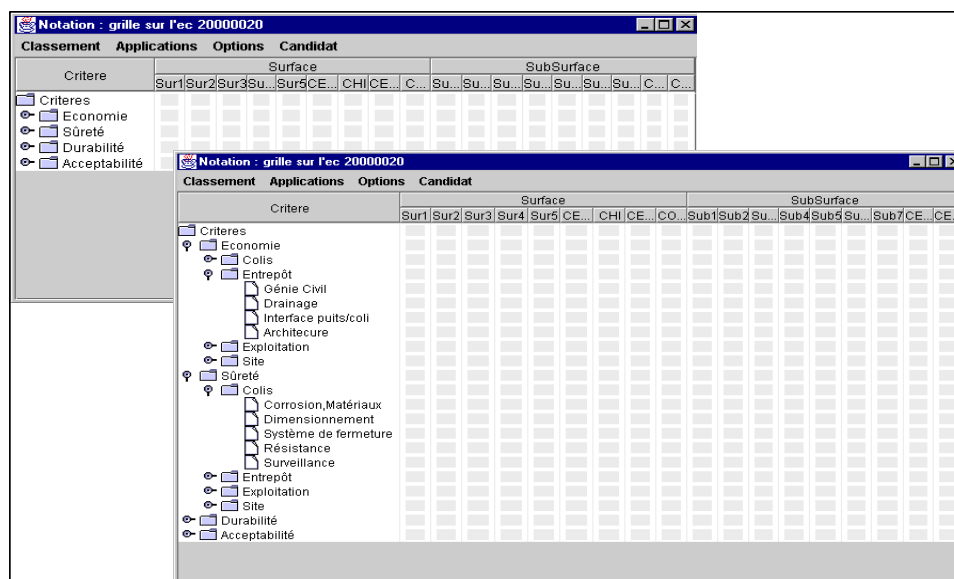 Notation : grille sur l'ec 20000020
Classement Applications Options Candidat
Critere Surface SubSurface
Sur1 Sur2 Sur3 Su... Sur5 CE... CHI CE... C... Su... Su... Su... Su... Su... Su... Su... C... C...
Criteres
Economie
Sûreté
Durabilité
Acceptabilité
Notation : grille sur l'ec 20000020
Classement Applications Options Candidat
Critere Surface SubSurface
Sur1 Sur2 Sur3 Sur4 Sur5 CE... CHI CE... CO... Sub1 Sub2 Su... Sub4 Sub5 Su... Sub7 CE... CE.
Criteres
Economie
Colis
Entrepôt
Génie Civil
Drainage
Interface puits/coli
Architecure
Exploitation
Site
Sûreté
Colis
Corrosion,Matériaux
Dimensionnement
Système de fermeture
Résistance
Surveillance
Entrepôt
Exploitation
Site
Durabilité
Acceptabilité